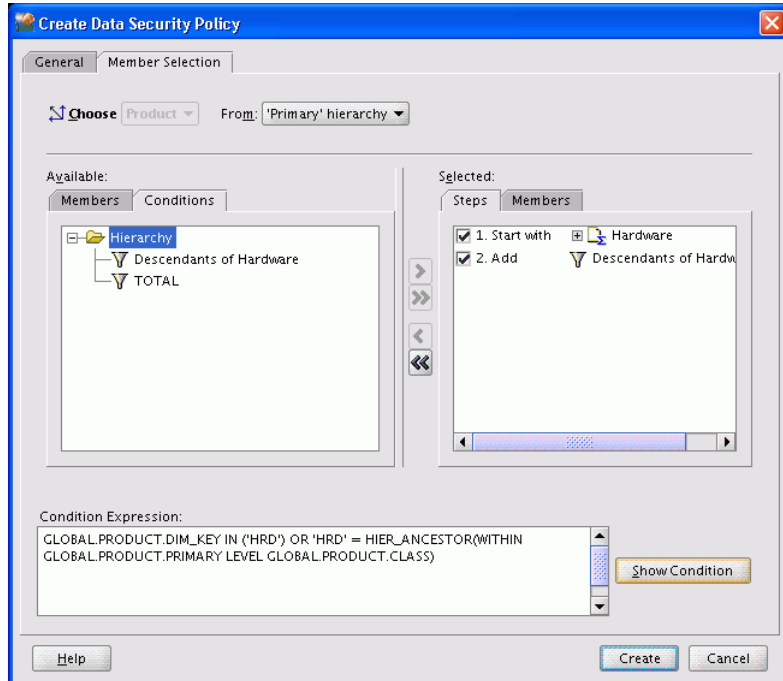 Create Data Security Policy
General Member Selection
Choose Product From: 'Primary' hierarchy
Available:
Members Conditions
Hierarchy
Descendants of Hardware
TOTAL
Selected:
Steps Members
1. Start with Hardware
2. Add Descendants of Hardw
Condition Expression:
GLOBAL.PRODUCT.DIM_KEY IN ('HRD') OR 'HRD' = HIER_ANCESTOR(WITHIN
GLOBAL.PRODUCT.PRIMARY LEVEL GLOBAL.PRODUCT.CLASS)
Show Condition
Help Create Cancel